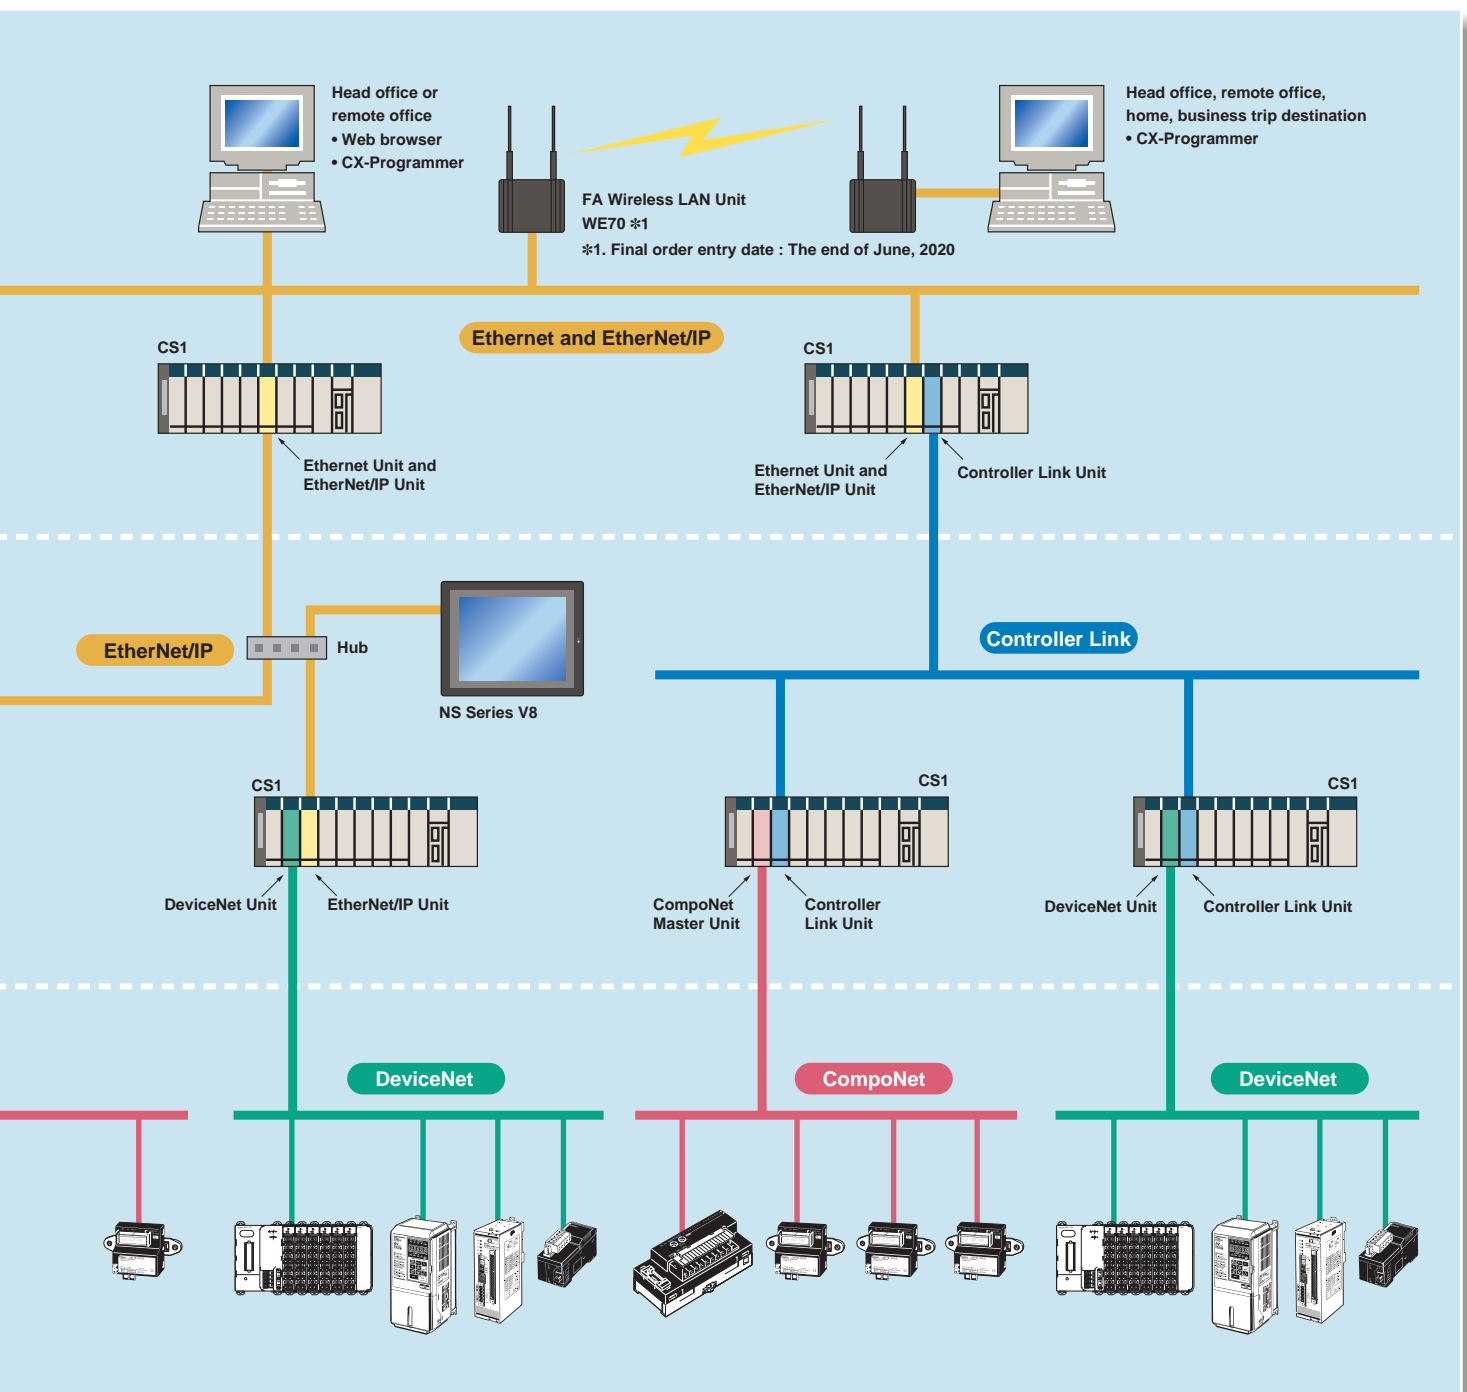 Head office or
remote office
• Web browser
• CX-Programmer
Head office, remote office,
home, business trip destination
• CX-Programmer
FA Wireless LAN Unit
WE70 ✻1
✻1. Final order entry date : The end of June, 2020
Ethernet and EtherNet/IP
CS1
CS1
Ethernet Unit and
EtherNet/IP Unit
Ethernet Unit and
EtherNet/IP Unit
Controller Link Unit
EtherNet/IP
Hub
NS Series V8
Controller Link
CS1
CS1
CS1
DeviceNet Unit
EtherNet/IP Unit
CompoNet
Master Unit
Controller
Link Unit
DeviceNet Unit
Controller Link Unit
DeviceNet
CompoNet
DeviceNet